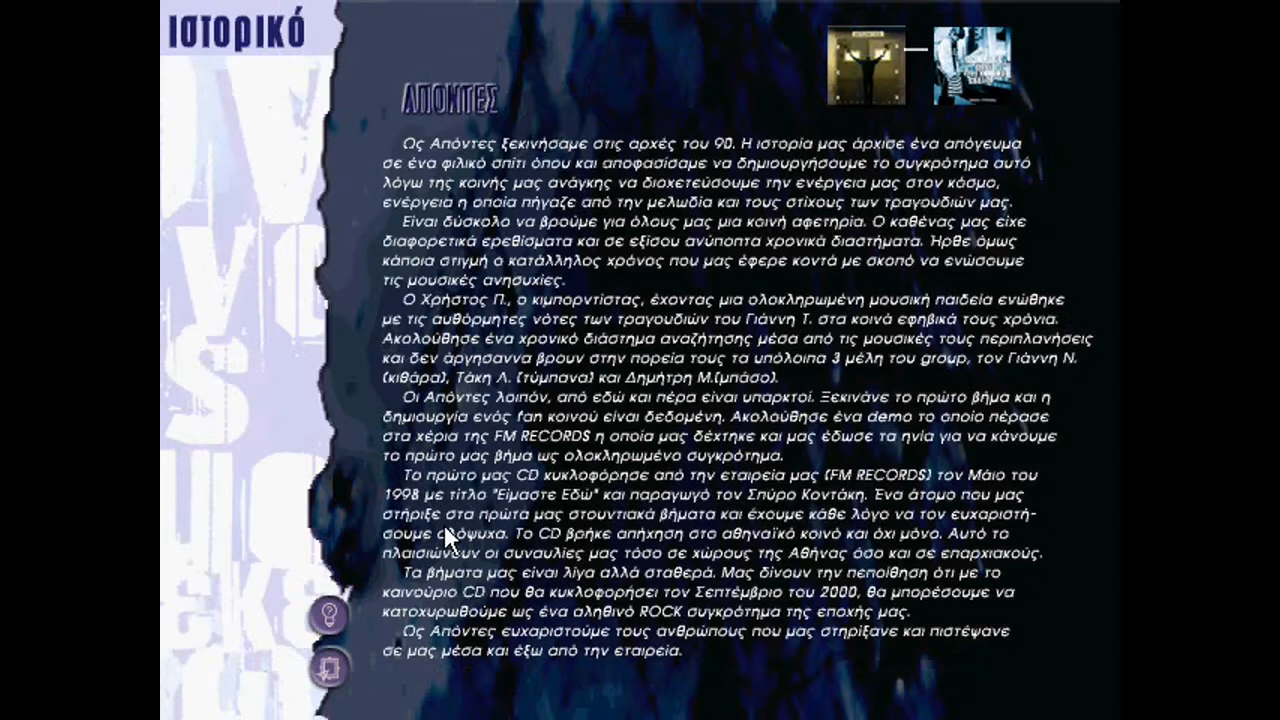 Ιστορικό
ΑΠΟΝΤΕΣ
Ως Απόντες ξεκινήσαμε στις αρχές του 90. Η ιστορία μας άρχισε ένα απόγευμα
σε ένα φιλικό σπίτι όπου και αποφασίσαμε να δημιουργήσουμε το συγκρότημα αυτό
λόγω της κοινής μας ανάγκης να διοχετεύσουμε την ενέργεια μας στον κόσμο,
ενέργεια η οποία πήγαζε από την μελωδία και τους στίχους των τραγουδιών μας.
Είναι δύσκολο να βρούμε για όλους μας μια κοινή αφετηρία. Ο καθένας μας είχε
διαφορετικά ερεθίσματα και σε εξίσου ανύποπτα χρονικά διαστήματα. Ήρθε όμως
κάποια στιγμή ο κατάλληλος χρόνος που μας έφερε κοντά με σκοπό να ενώσουμε
τις μουσικές ανησυχίες.
Ο Χρήστος Π., ο κιμπορντίστας, έχοντας μια ολοκληρωμένη μουσική παιδεία ενώθηκε
με τις αυθόρμητες νότες των τραγουδιών του Γιάννη Τ. στα κοινά εφηβικά τους χρόνια.
Ακολούθησε ένα χρονικό διάστημα αναζήτησης μέσα από τις μουσικές τους περιπλανήσεις
και δεν άργησαννα βρουν στην πορεία τους τα υπόλοιπα 3 μέλη του group, τον Γιάννη Ν.
(κιθάρα), Τάκη Λ. (τύμπανα) και Δημήτρη Μ.(μπάσο).
Οι Απόντες λοιπόν, από εδώ και πέρα είναι υπαρκτοί. Ξεκινάνε το πρώτο βήμα και η
δημιουργία ενός fan κοινού είναι δεδομένη. Ακολούθησε ένα demo το οποίο πέρασε
στα χέρια της FM RECORDS η οποία μας δέχτηκε και μας έδωσε τα ηνία για να κάνουμε
το πρώτο μας βήμα ως ολοκληρωμένο συγκρότημα.
Το πρώτο μας CD κυκλοφόρησε από την εταιρεία μας (FM RECORDS) τον Μάιο του
1998 με τίτλο "Είμαστε Εδώ" και παραγωγό τον Σπύρο Κοντάκη. Ένα άτομο που μας
στήριξε στα πρώτα μας στουντιακά βήματα και έχουμε κάθε λόγο να τον ευχαριστή-
σουμε ολόψυχα. Το CD βρήκε απήχηση στο αθηναϊκό κοινό και όχι μόνο. Αυτό το
πλαισιώνουν οι συναυλίες μας τόσο σε χώρους της Αθήνας όσο και σε επαρχιακούς.
Τα βήματα μας είναι λίγα αλλά σταθερά. Μας δίνουν την πεποίθηση ότι με το
καινούριο CD που θα κυκλοφορήσει τον Σεπτέμβριο του 2000, θα μπορέσουμε να
κατοχυρωθούμε ως ένα αληθινό ROCK συγκρότημα της εποχής μας.
Ως Απόντες ευχαριστούμε τους ανθρώπους που μας στηρίξανε και πιστέψανε
σε μας μέσα και έξω από την εταιρεία.